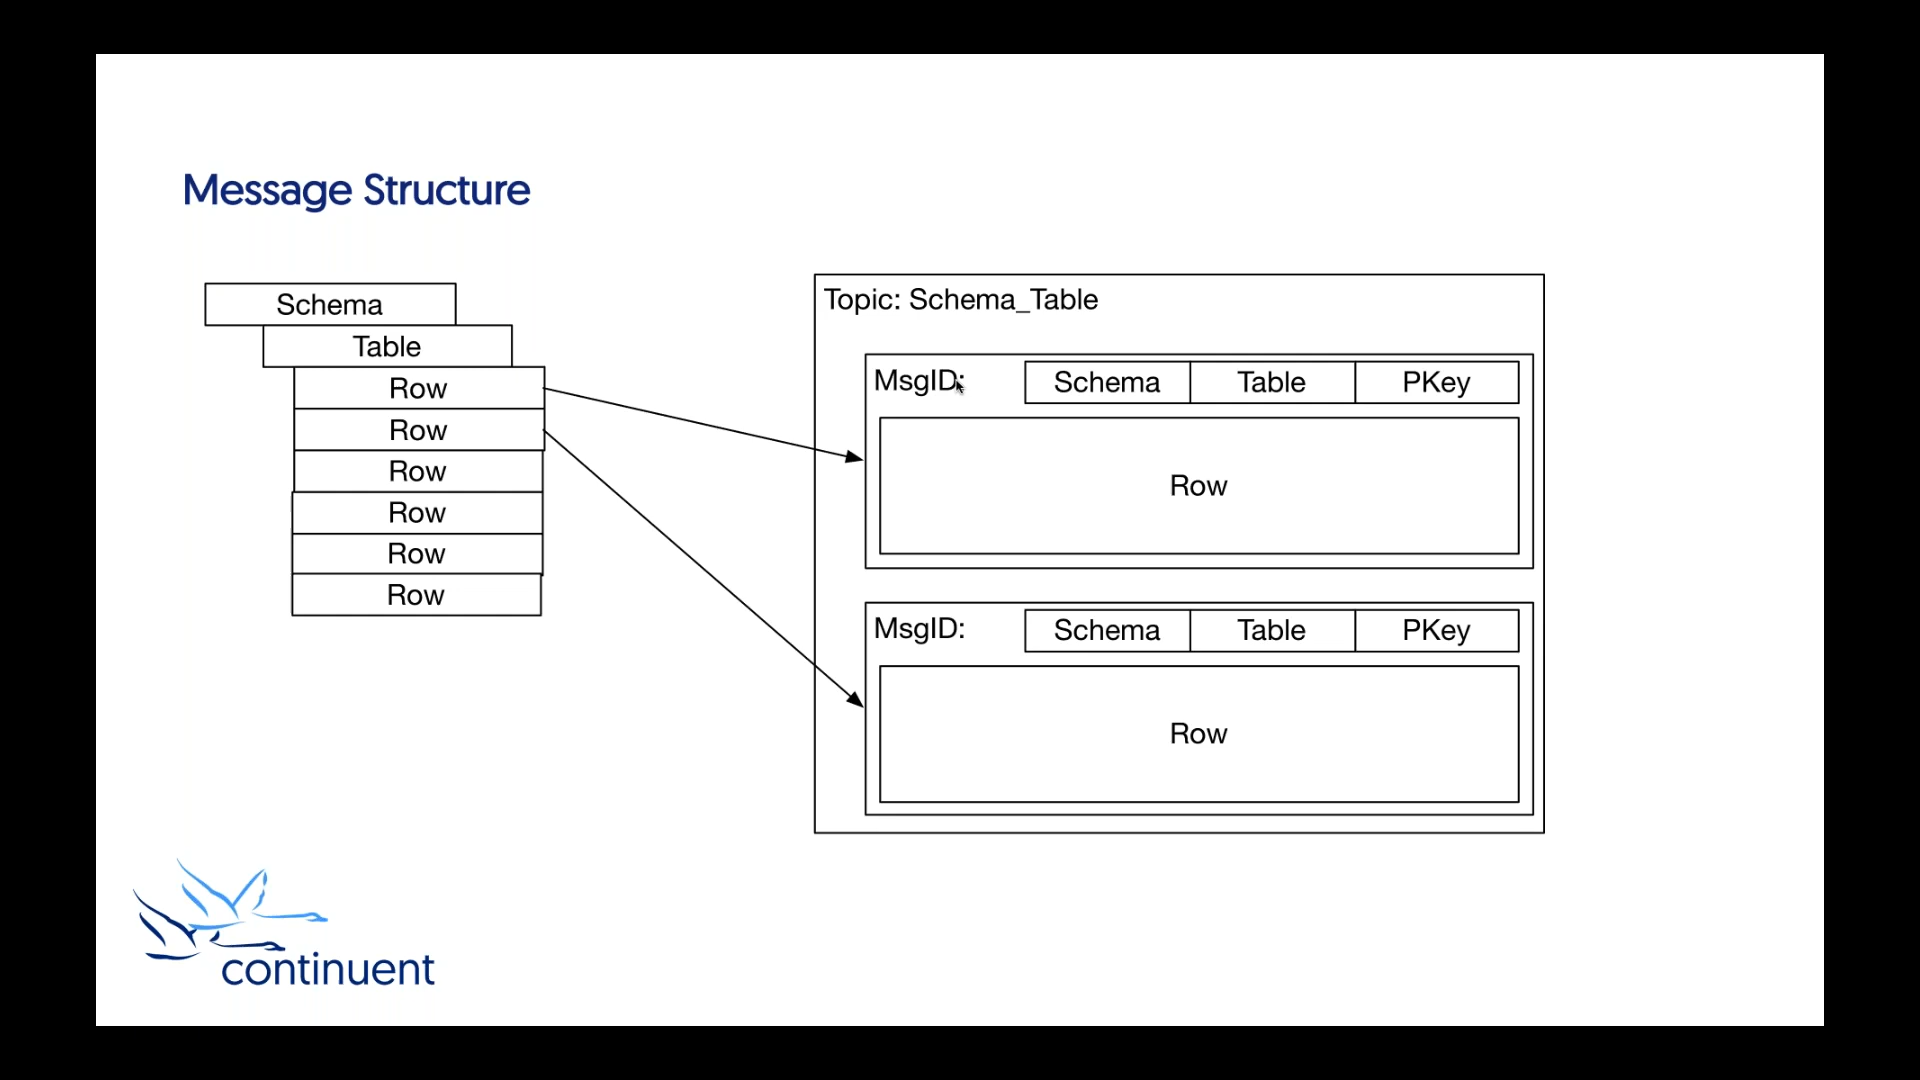 Message Structure
Schema
Table
Row
Row
Row
Row
Row
Row
Topic: Schema_Table
MsgID: Schema Table PKey
Row
MsgID: Schema Table PKey
Row
continuent